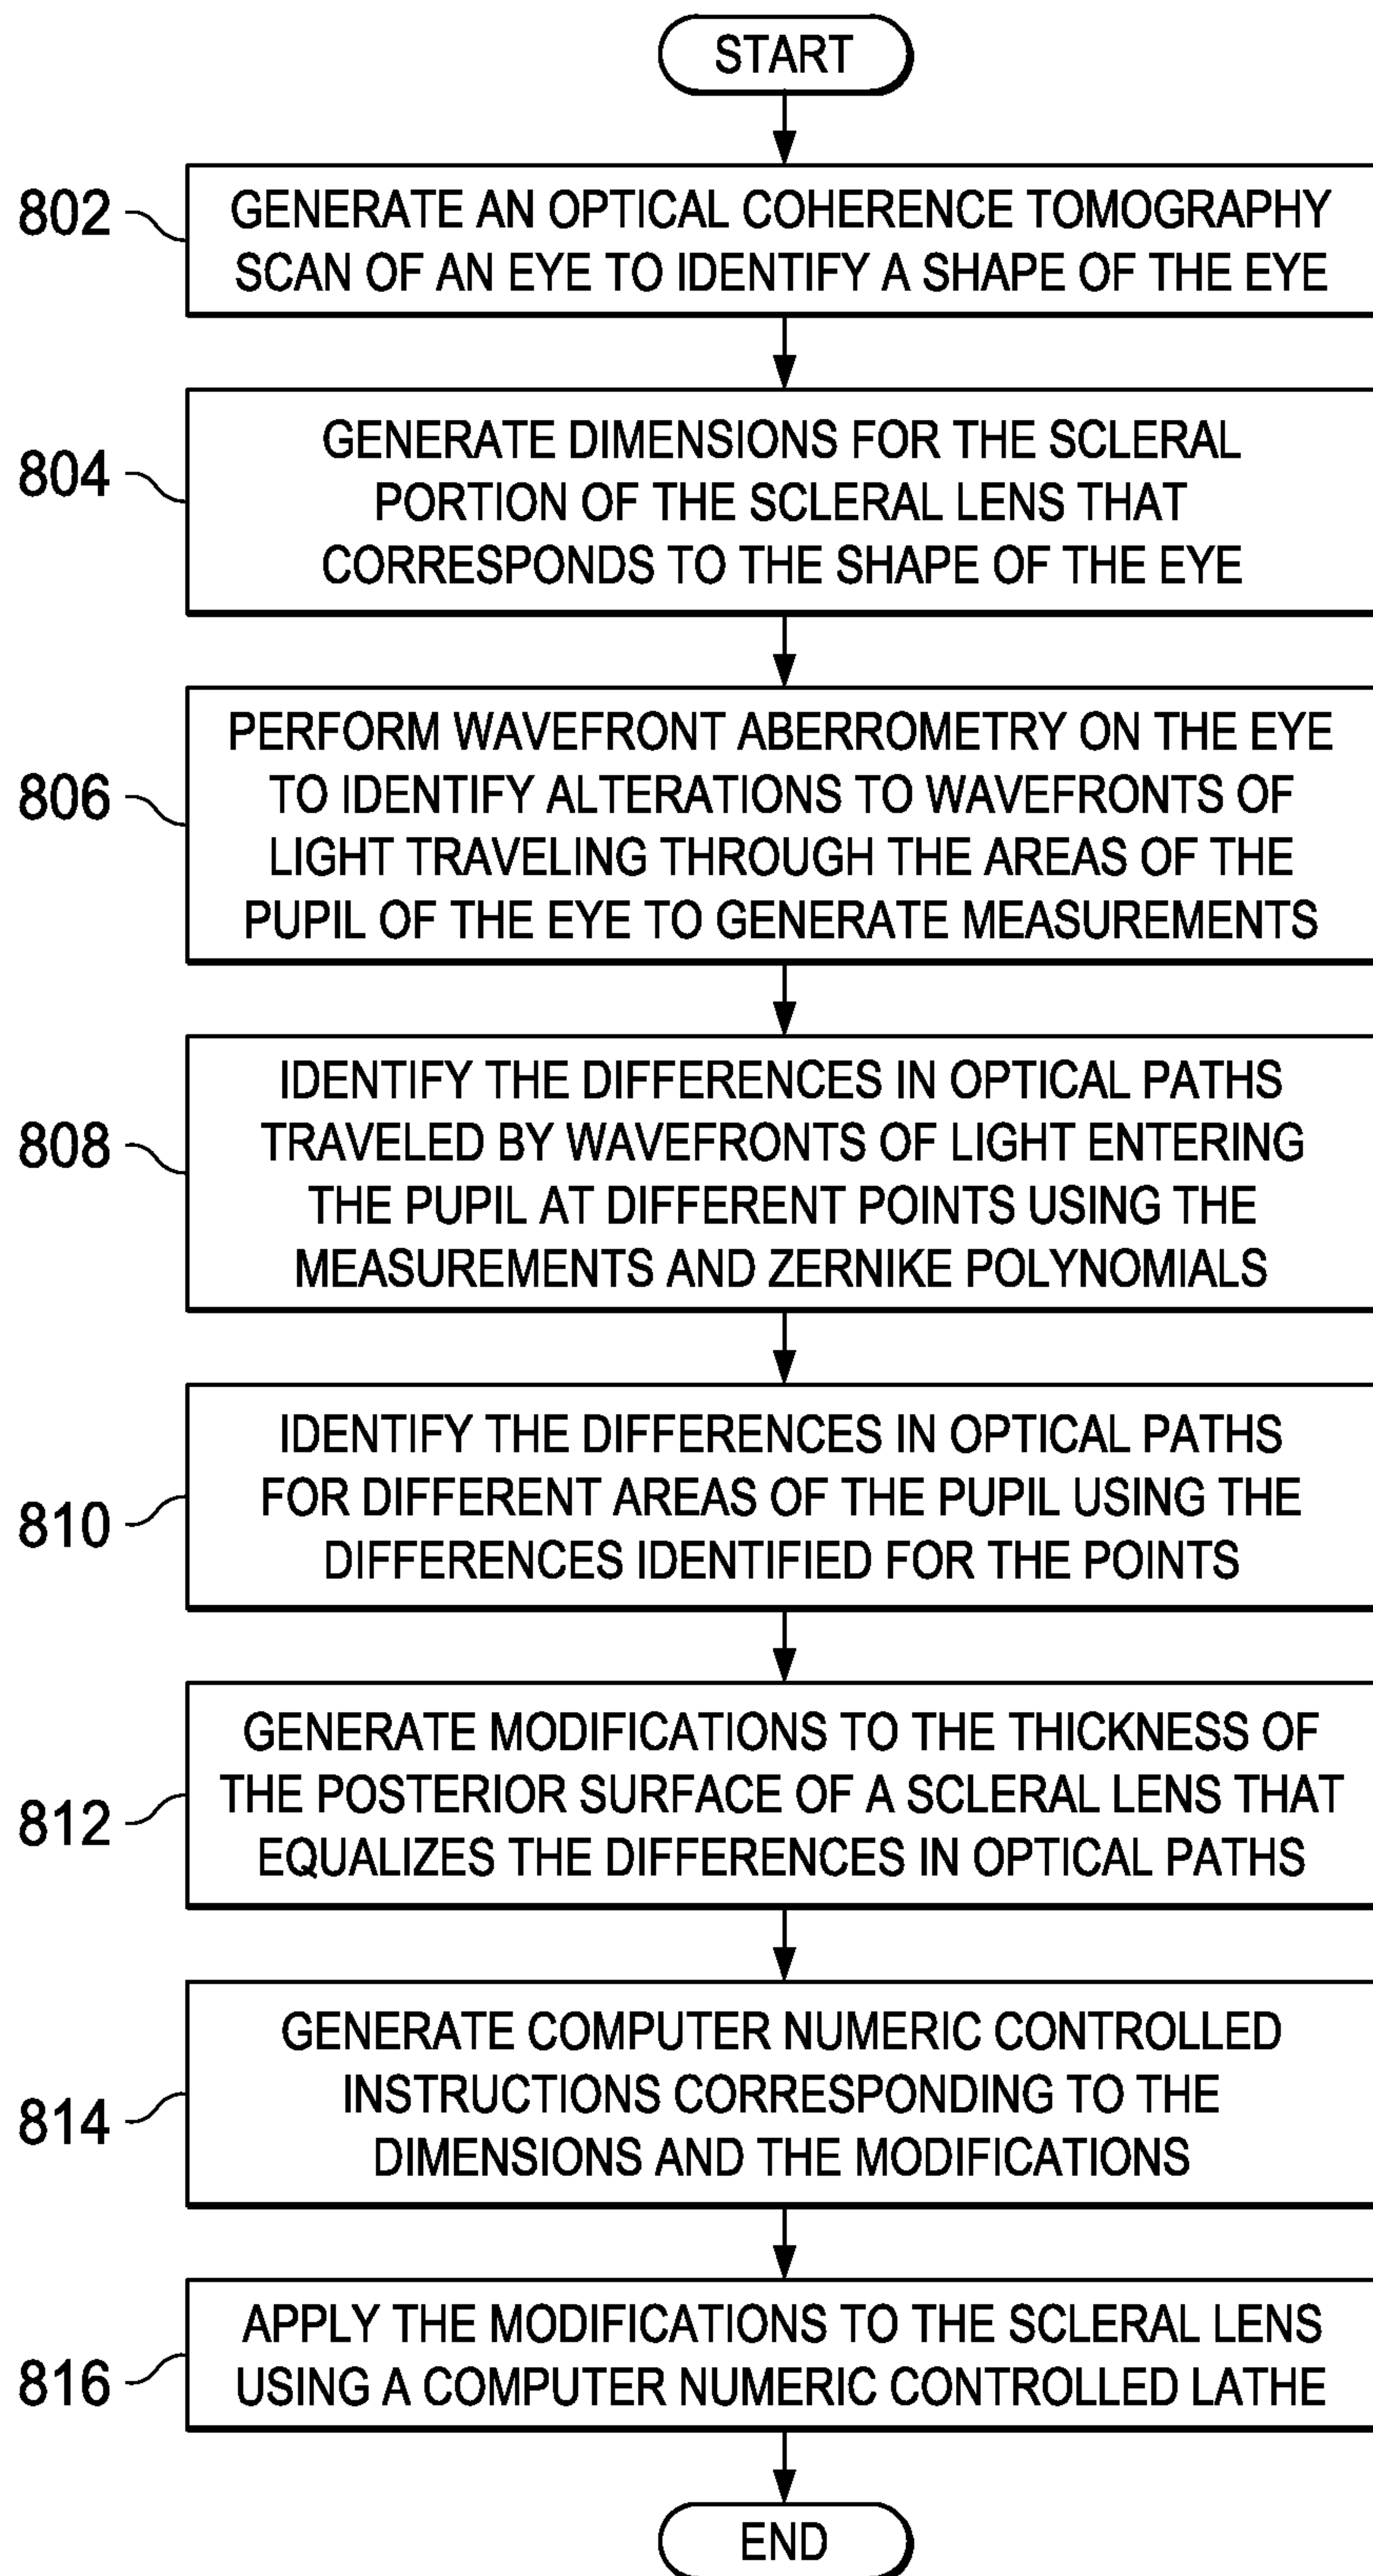 START
802
GENERATE AN OPTICAL COHERENCE TOMOGRAPHY
SCAN OF AN EYE TO IDENTIFY A SHAPE OF THE EYE
804
GENERATE DIMENSIONS FOR THE SCLERAL
PORTION OF THE SCLERAL LENS THAT
CORRESPONDS TO THE SHAPE OF THE EYE
806
PERFORM WAVEFRONT ABERROMETRY ON THE EYE
TO IDENTIFY ALTERATIONS TO WAVEFRONTS OF
LIGHT TRAVELING THROUGH THE AREAS OF THE
PUPIL OF THE EYE TO GENERATE MEASUREMENTS
808
IDENTIFY THE DIFFERENCES IN OPTICAL PATHS
TRAVELED BY WAVEFRONTS OF LIGHT ENTERING
THE PUPIL AT DIFFERENT POINTS USING THE
MEASUREMENTS AND ZERNIKE POLYNOMIALS
810
IDENTIFY THE DIFFERENCES IN OPTICAL PATHS
FOR DIFFERENT AREAS OF THE PUPIL USING THE
DIFFERENCES IDENTIFIED FOR THE POINTS
812
GENERATE MODIFICATIONS TO THE THICKNESS OF
THE POSTERIOR SURFACE OF A SCLERAL LENS THAT
EQUALIZES THE DIFFERENCES IN OPTICAL PATHS
814
GENERATE COMPUTER NUMERIC CONTROLLED
INSTRUCTIONS CORRESPONDING TO THE
DIMENSIONS AND THE MODIFICATIONS
816
APPLY THE MODIFICATIONS TO THE SCLERAL LENS
USING A COMPUTER NUMERIC CONTROLLED LATHE
END